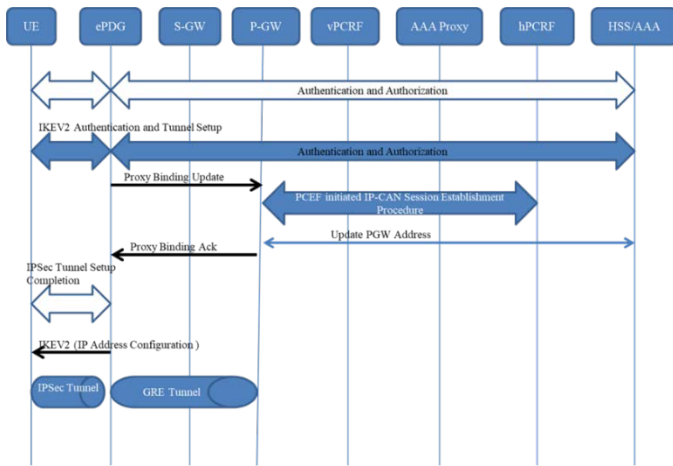 UE ePDG S-GW P-GW vPCRF AAA Proxy hPCRF HSS/AAA
Authentication and Authorization
IKEV2 Authentication and Tunnel Setup
Authentication and Authorization
Proxy Binding Update
PCEF initiated IP-CAN Session Establishment
Procedure
Update PGW Address
Proxy Binding Ack
IPSec Tunnel Setup
Completion
IKEV2 (IP Address Configuration )
IPSec Tunnel
GRE Tunnel